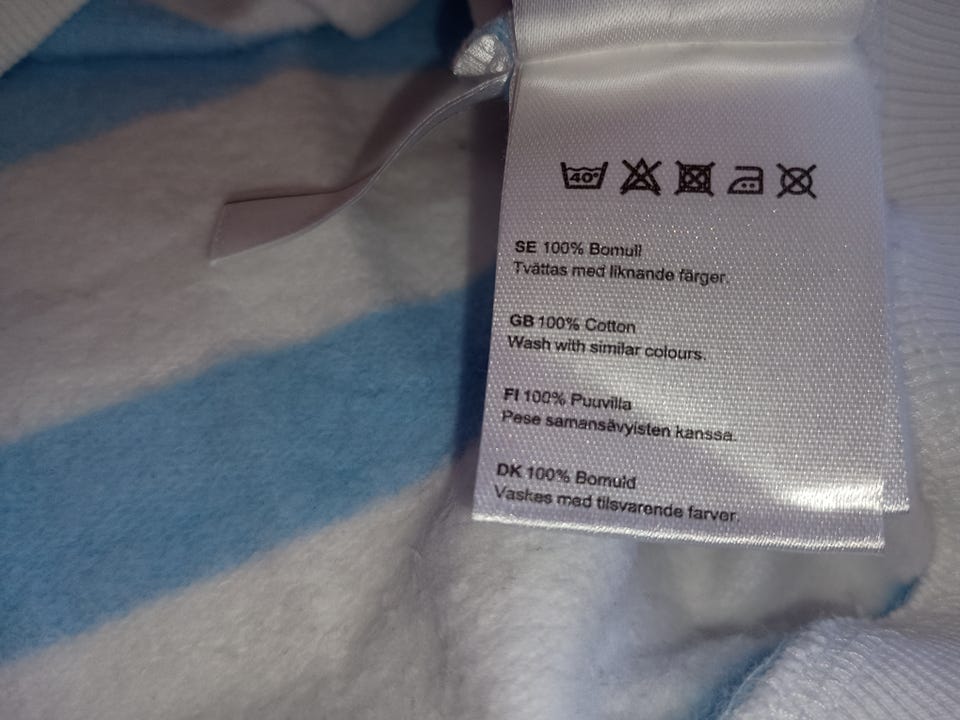 40°
SE 100% Bomull
Tvättas med liknande färger.
GB 100% Cotton
Wash with similar colours.
FI 100% Puuvilla
Pese samansävyisten kanssa.
DK 100% Bomuld
Vaskes med tilsvarende farver.